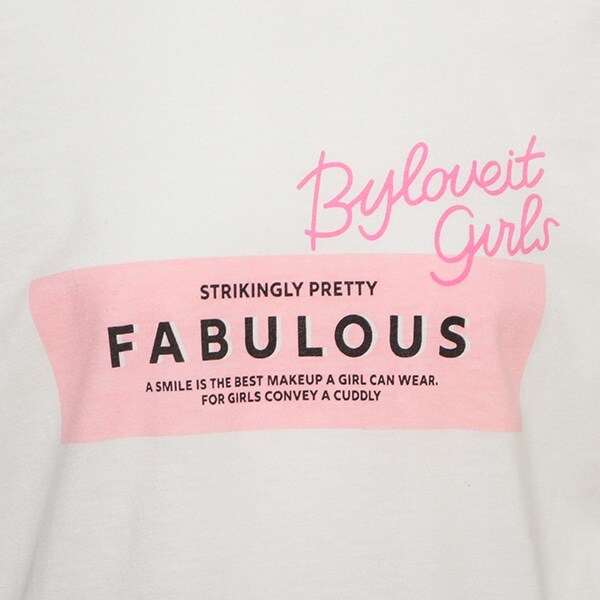 Byloveit
Girls
STRIKINGLY PRETTY
FABULOUS
A SMILE IS THE BEST MAKEUP A GIRL CAN WEAR.
FOR GIRLS CONVEY A CUDDLY